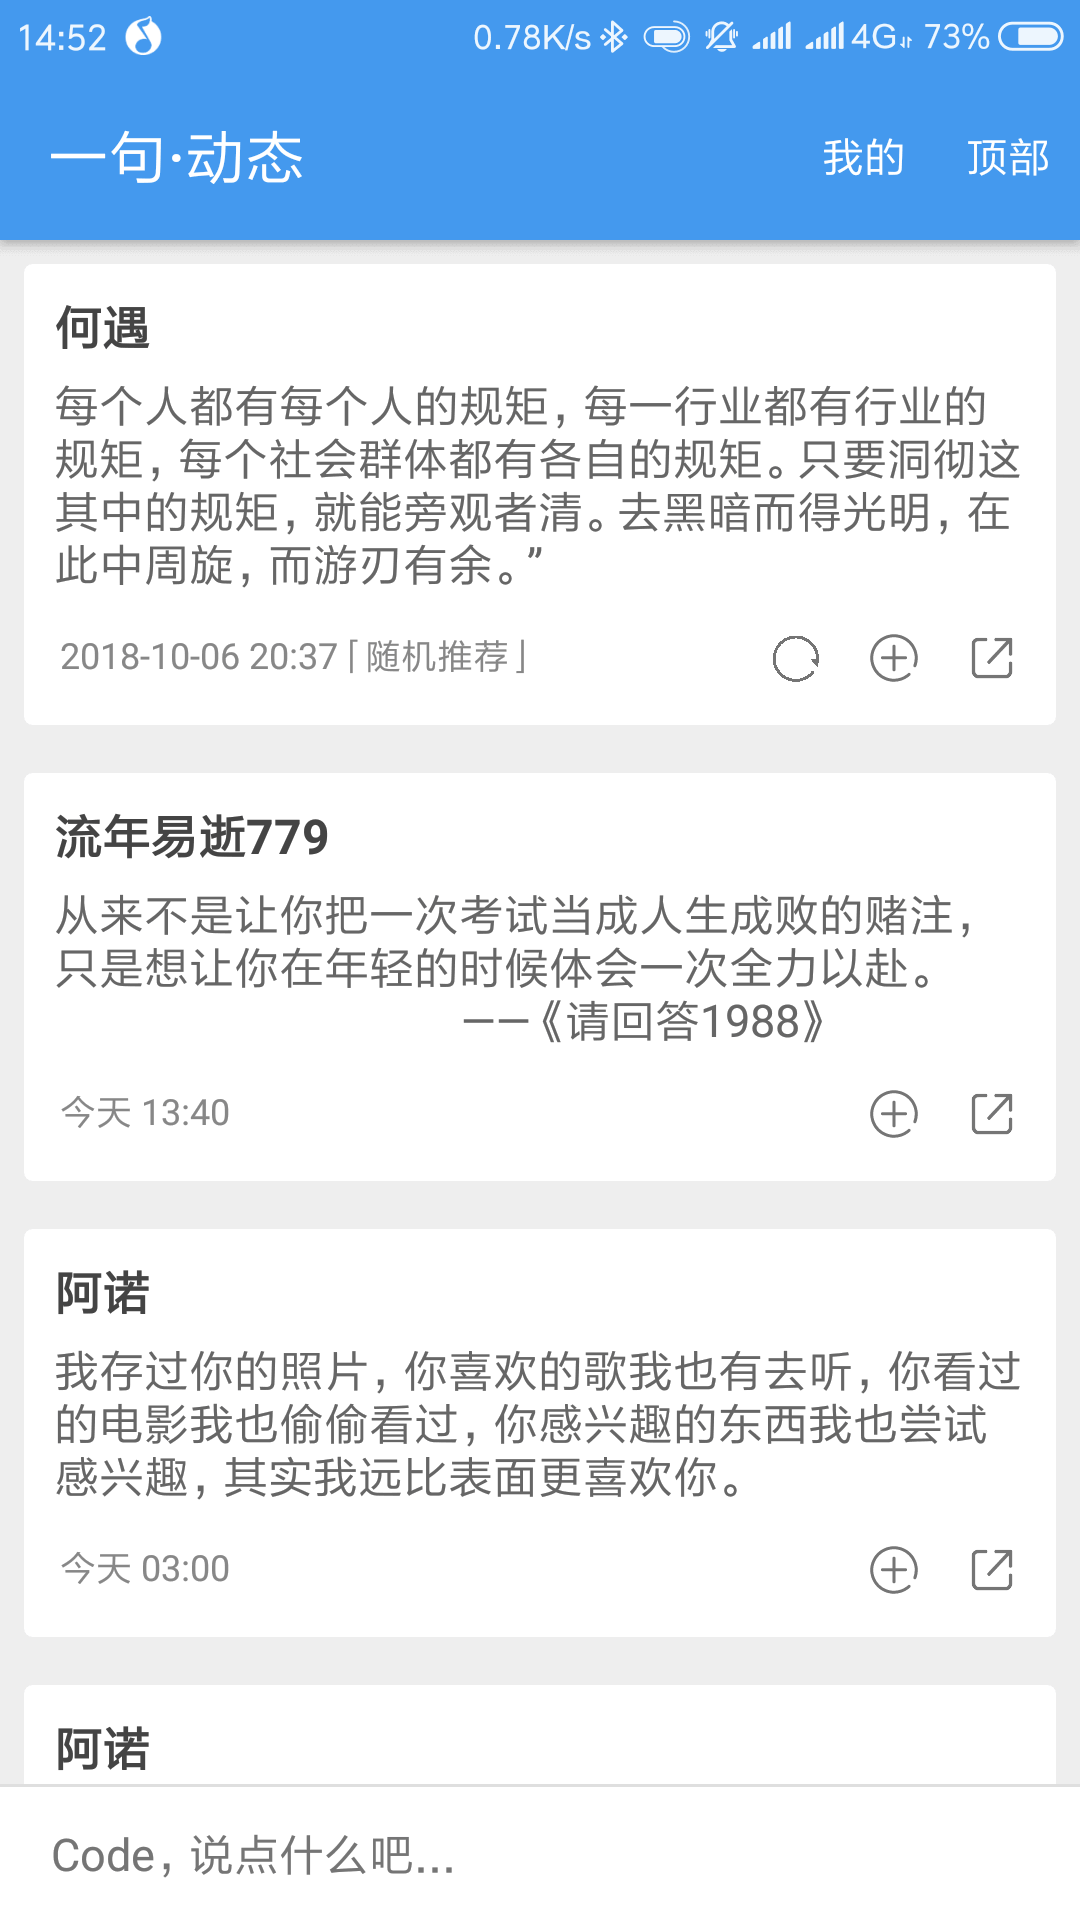 14:52 0.78K/s 4G 73%
一句·动态 我的 顶部
何遇
每个人都有每个人的规矩，每一行业都有行业的
规矩，每个社会群体都有各自的规矩。只要洞彻这
其中的规矩，就能旁观者清。去黑暗而得光明，在
此中周旋，而游刃有余。”
2018-10-06 20:37「随机推荐」
流年易逝779
从来不是让你把一次考试当成人生成败的赌注，
只是想让你在年轻的时候体会一次全力以赴。
——《请回答1988》
今天 13:40
阿诺
我存过你的照片，你喜欢的歌我也有去听，你看过
的电影我也偷偷看过，你感兴趣的东西我也尝试
感兴趣，其实我远比表面更喜欢你。
今天 03:00
阿诺
Code，说点什么吧...